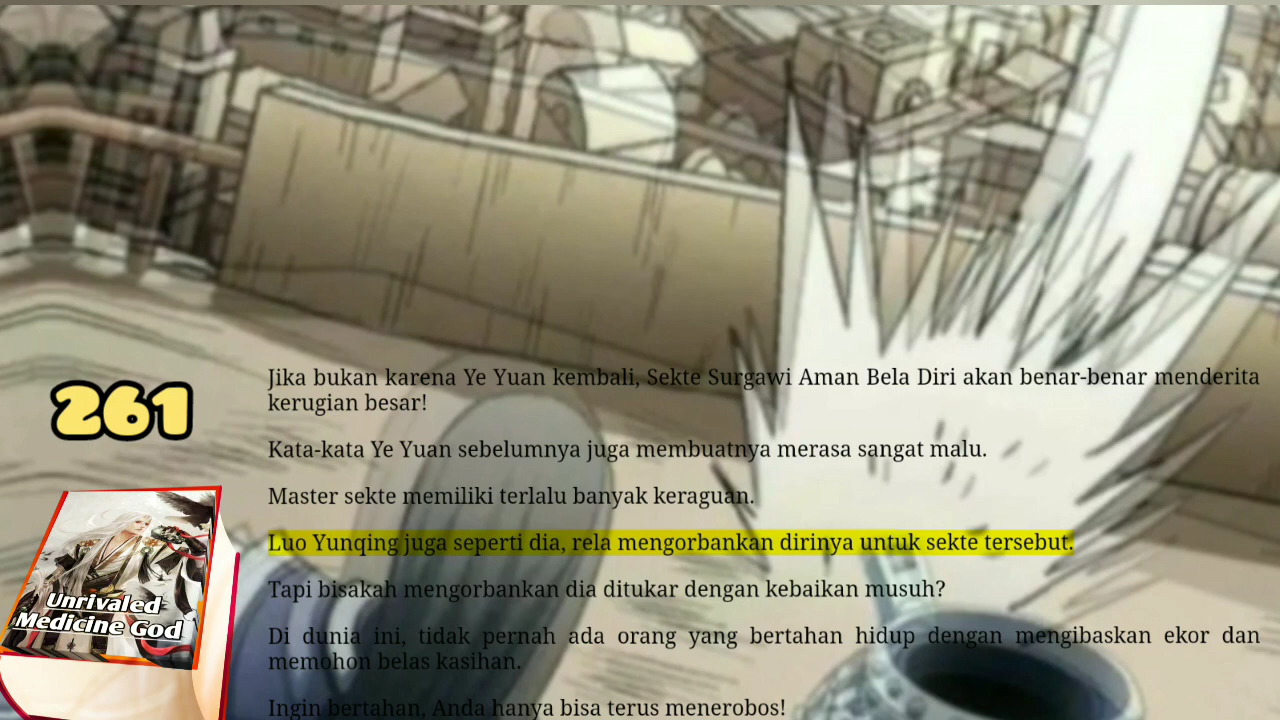 Jika bukan karena Ye Yuan kembali, Sekte Surgawi Aman Bela Diri akan benar-benar menderita
kerugian besar!
Kata-kata Ye Yuan sebelumnya juga membuatnya merasa sangat malu.
261
Master sekte memiliki terlalu banyak keraguan.
Luo Yunqing juga seperti dia, rela mengorbankan dirinya untuk sekte tersebut.
Tapi bisakah mengorbankan dia ditukar dengan kebaikan musuh?
Unrivaled
Medicine God
Di dunia ini, tidak pernah ada orang yang bertahan hidup dengan mengibaskan ekor dan
memohon belas kasihan.
Ingin bertahan, Anda hanya bisa terus menerobos!